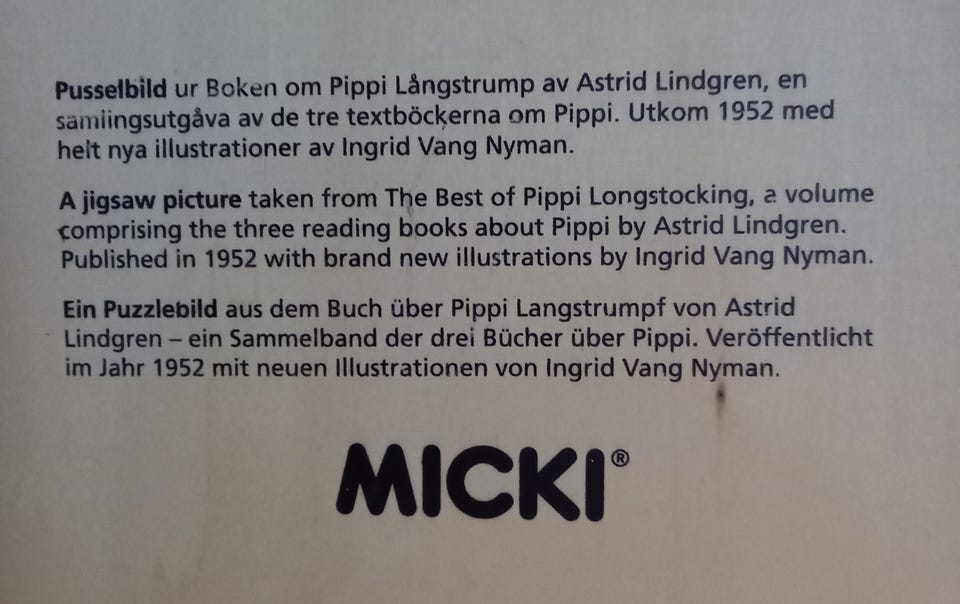 Pusselbild ur Boken om Pippi Långstrump av Astrid Lindgren, en
samlingsutgåva av de tre textböckerna om Pippi. Utkom 1952 med
helt nya illustrationer av Ingrid Vang Nyman.
A jigsaw picture taken from The Best of Pippi Longstocking, a volume
comprising the three reading books about Pippi by Astrid Lindgren.
Published in 1952 with brand new illustrations by Ingrid Vang Nyman.
Ein Puzzlebild aus dem Buch über Pippi Langstrumpf von Astrid
Lindgren – ein Sammelband der drei Bücher über Pippi. Veröffentlicht
im Jahr 1952 mit neuen Illustrationen von Ingrid Vang Nyman.
MICKI®